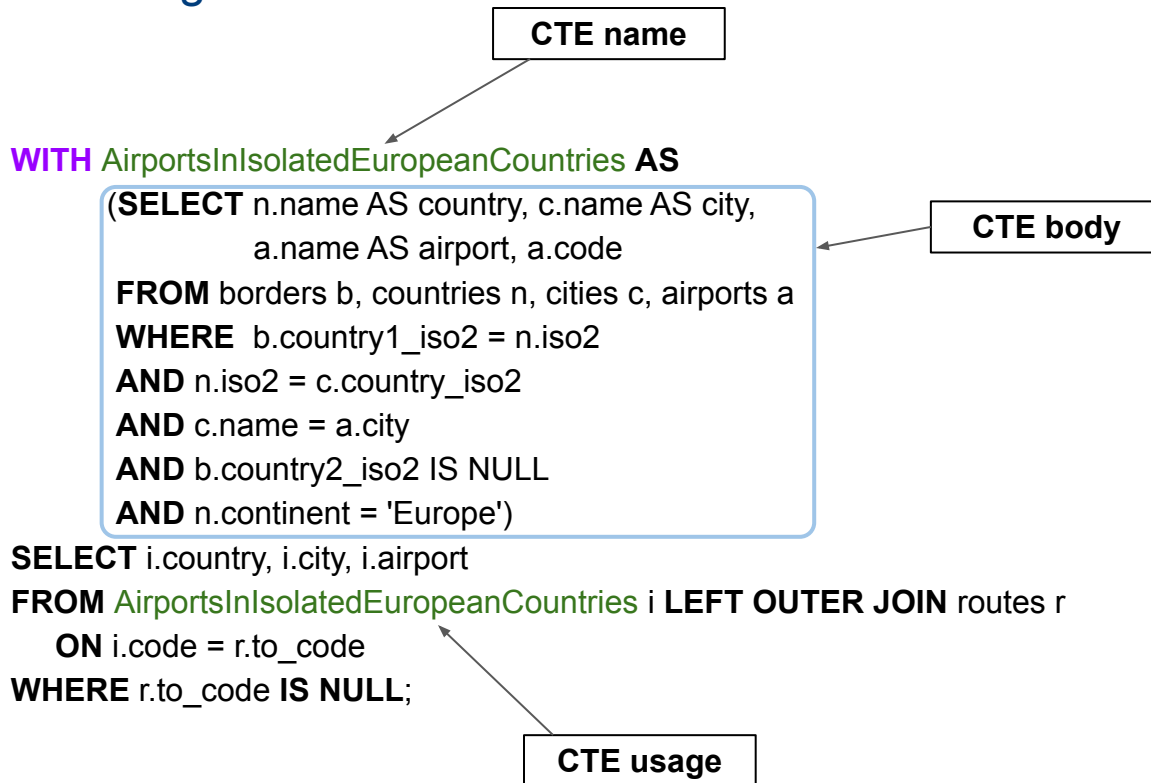 CTE name
WITH AirportsInIsolatedEuropeanCountries AS
(SELECT n.name AS country, c.name AS city,
a.name AS airport, a.code
CTE body
FROM borders b, countries n, cities c, airports a
WHERE b.country1_iso2 = n.iso2
AND n.iso2 = c.country_iso2
AND c.name = a.city
AND b.country2_iso2 IS NULL
AND n.continent = 'Europe')
SELECT i.country, i.city, i.airport
FROM AirportsInIsolatedEuropeanCountries i LEFT OUTER JOIN routes r
ON i.code = r.to_code
WHERE r.to_code IS NULL;
CTE usage